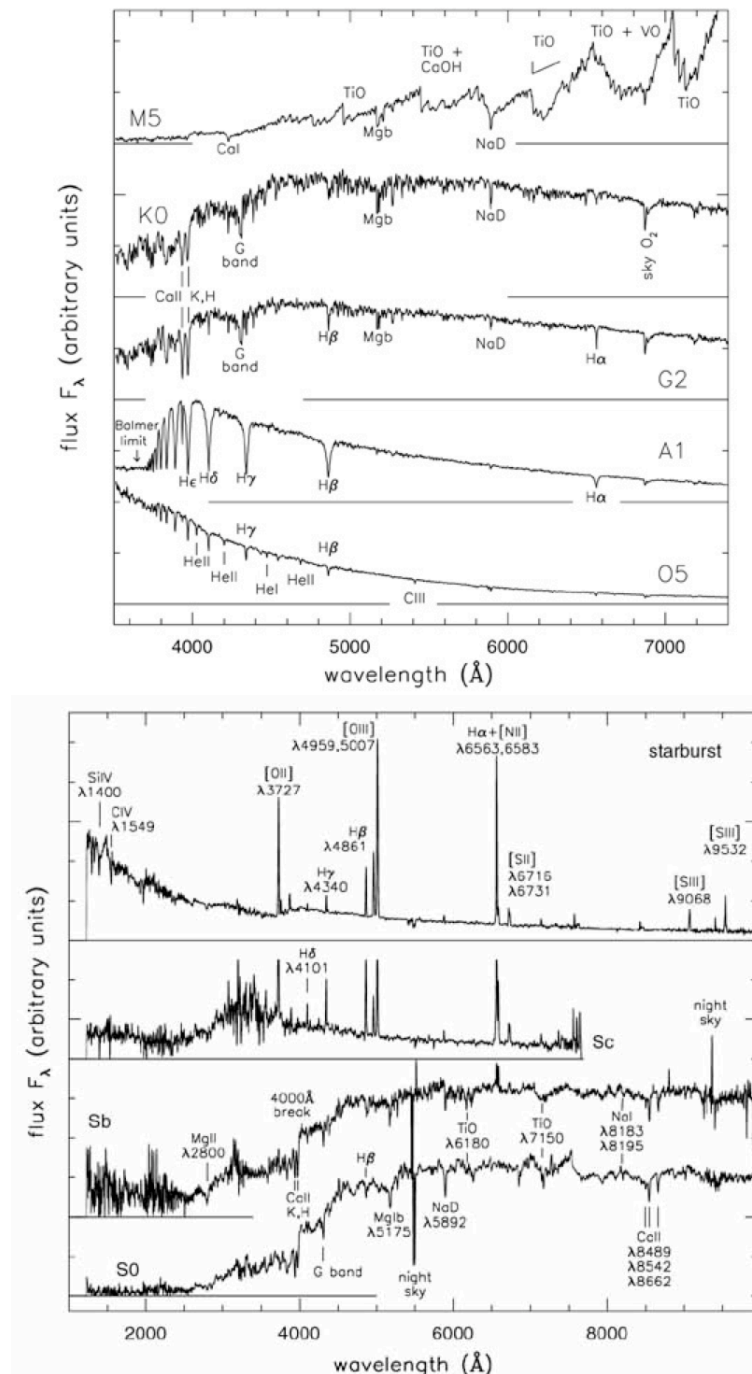 TiO + VO
TiO +
CaOH
TiO
TiO
M5
CaI
Mgb
NaD
TiO
K0
G
band
Mgb
NaD
sky O₂
CaII
K,H
G
band
Hβ
Mgb
NaD
Hα
G2
Balmer
limit
Hϵ
Hδ
Hγ
Hβ
Hα
A1
Hγ
Hβ
HeII
HeII
HeI
HeII
CIII
O5
4000
5000
6000
7000
wavelength (Å)
flux F_λ (arbitrary units)
[OIII]
λ4959,5007
Hα+[NII]
λ6563,6583
starburst
SiIV
λ1400
CIV
λ1549
[OII]
λ3727
Hβ
λ4861
Hγ
λ4340
[SII]
λ6716
λ6731
[SIII]
λ9068
[SIII]
λ9532
Hδ
λ4101
Sc
night
sky
Sb
MgII
λ2800
4000Å
break
CaII
K,H
Hβ
TiO
λ6180
TiO
λ7150
NaI
λ8183
λ8195
S0
G band
MgIb
λ5175
NaD
λ5892
night
sky
CaII
λ8489
λ8542
λ8662
2000
4000
6000
8000
wavelength (Å)
flux F_λ (arbitrary units)